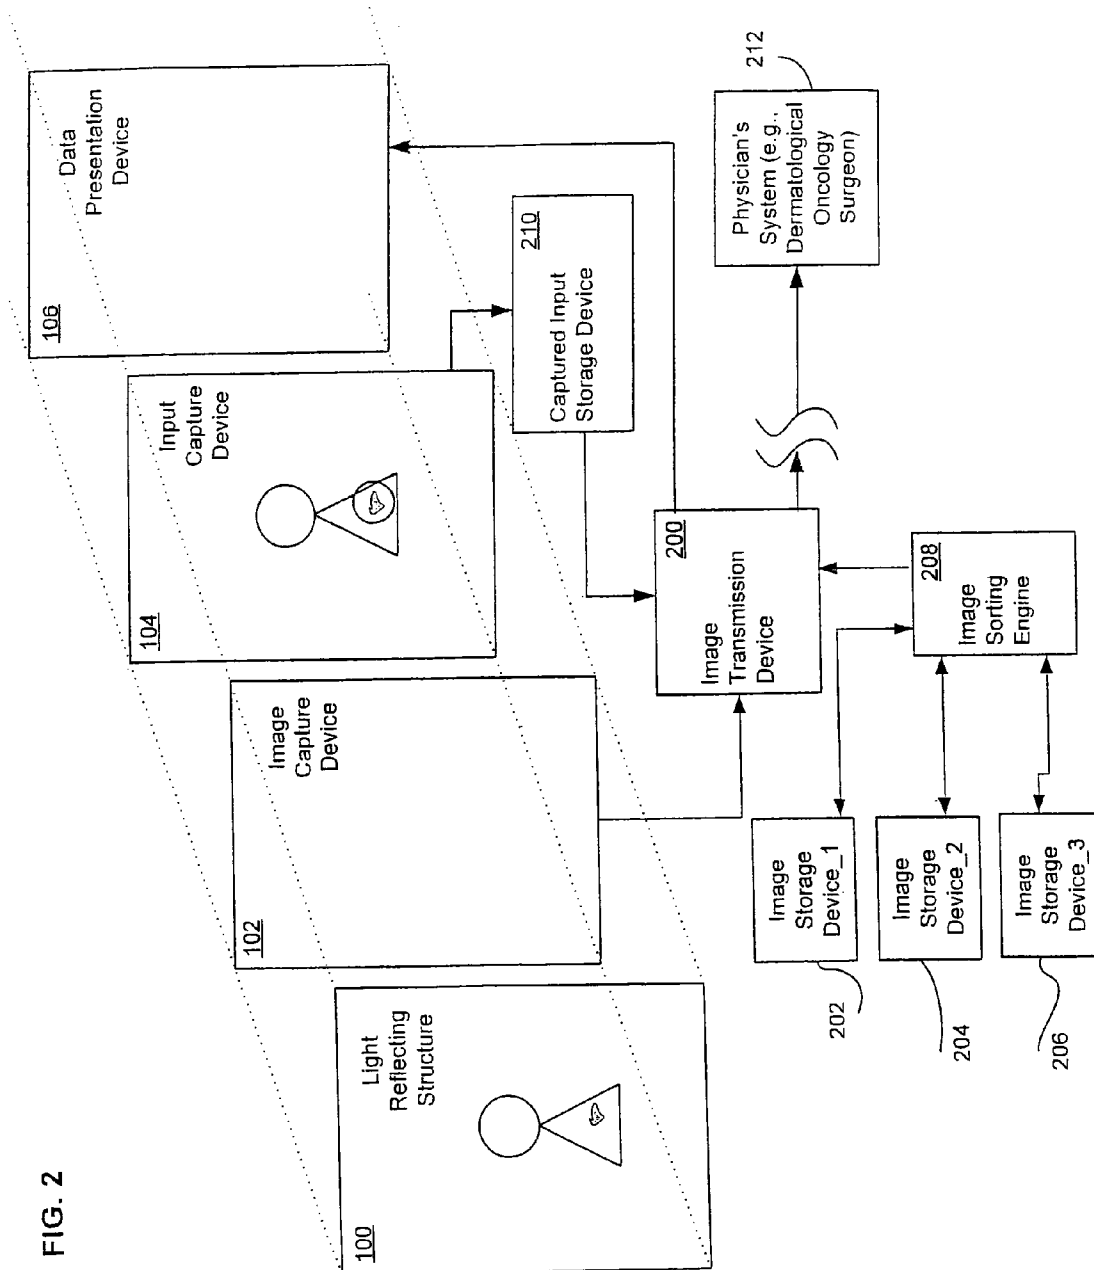 FIG. 2
100
Light
Reflecting
Structure
102
Image
Capture
Device
104
Input
Capture
Device
106
Data
Presentation
Device
210
Captured Input
Storage Device
200
Image
Transmission
Device
212
Physician's
System (e.g.,
Dermatological
Oncology
Surgeon)
208
Image
Sorting
Engine
Image
Storage
Device_1
202
Image
Storage
Device_2
204
Image
Storage
Device_3
206